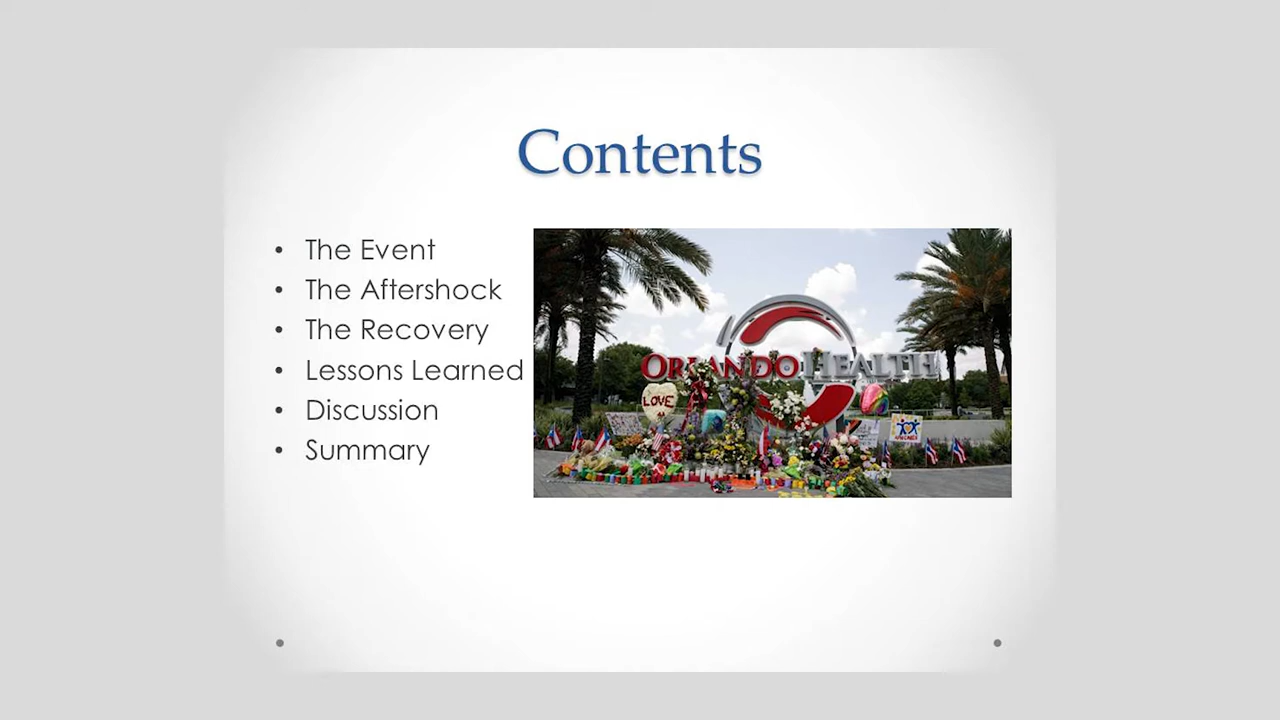 Contents
• The Event
• The Aftershock
• The Recovery
• Lessons Learned
• Discussion
• Summary
ORLANDO HEALTH
LOVE